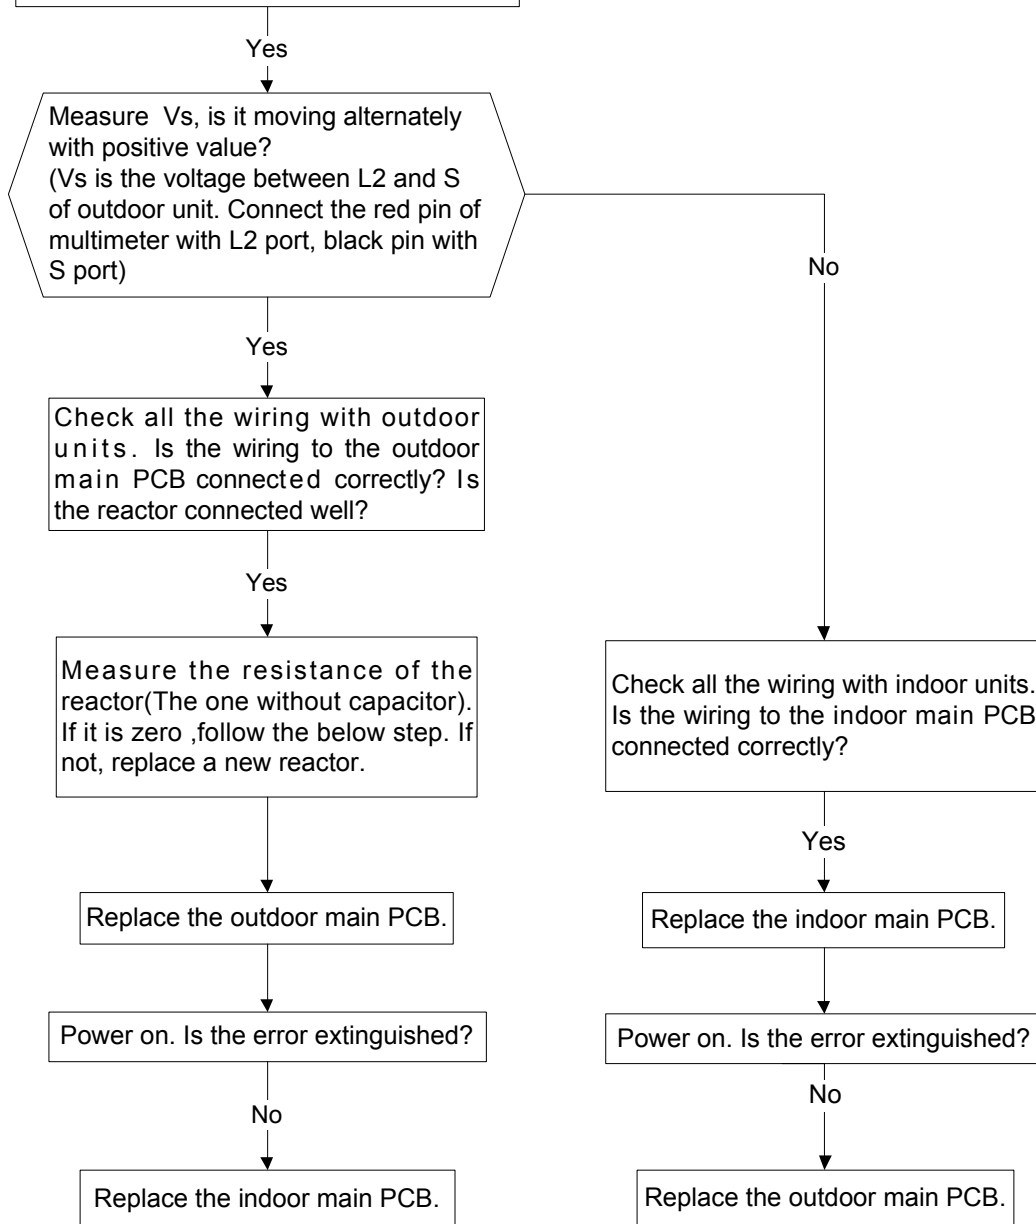 Yes
Measure Vs, is it moving alternately
with positive value?
(Vs is the voltage between L2 and S
of outdoor unit. Connect the red pin of
multimeter with L2 port, black pin with
S port)
No
Yes
Check all the wiring with outdoor
units. Is the wiring to the outdoor
main PCB connected correctly? Is
the reactor connected well?
Yes
Measure the resistance of the
reactor(The one without capacitor).
If it is zero ,follow the below step. If
not, replace a new reactor.
Check all the wiring with indoor units.
Is the wiring to the indoor main PCB
connected correctly?
Yes
Replace the outdoor main PCB.
Replace the indoor main PCB.
Power on. Is the error extinguished?
Power on. Is the error extinguished?
No
No
Replace the indoor main PCB.
Replace the outdoor main PCB.